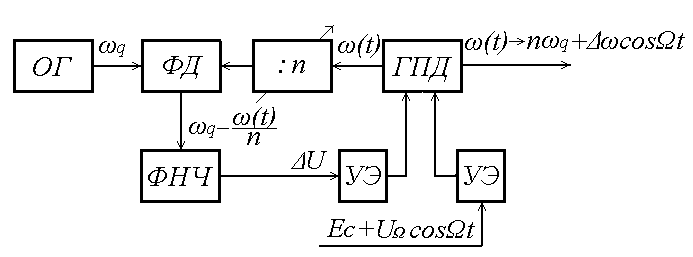 ωq ω(t) ω(t)→nωq+ΔωcosΩt
ОГ ФД :n ГПД
ωq-ω(t)/n
ΔU
ФНЧ УЭ УЭ
Ec+UΩcosΩt